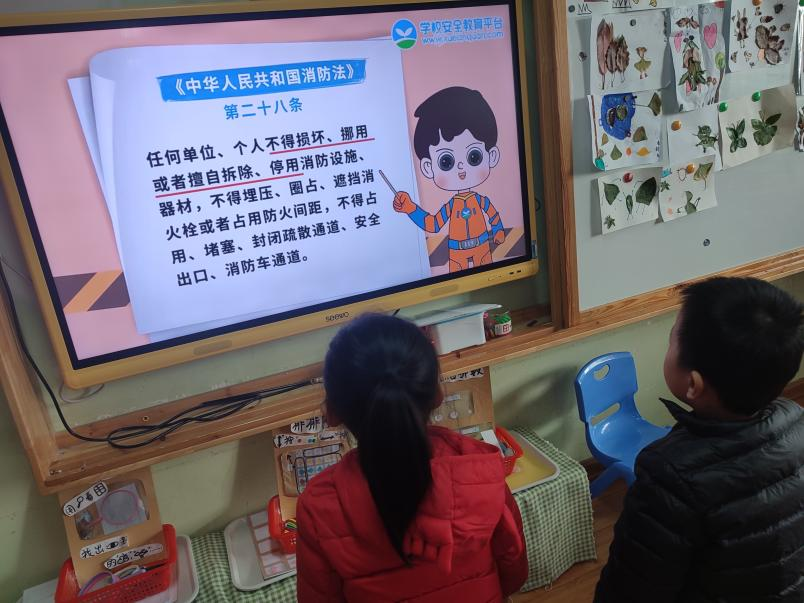 学校安全教育平台
《中华人民共和国消防法》
第二十八条
任何单位、个人不得损坏、挪用
或者擅自拆除、停用消防设施、
器材，不得埋压、圈占、遮挡消
火栓或者占用防火间距，不得占
用、堵塞、封闭疏散通道、安全
出口、消防车通道。
seewo
找出